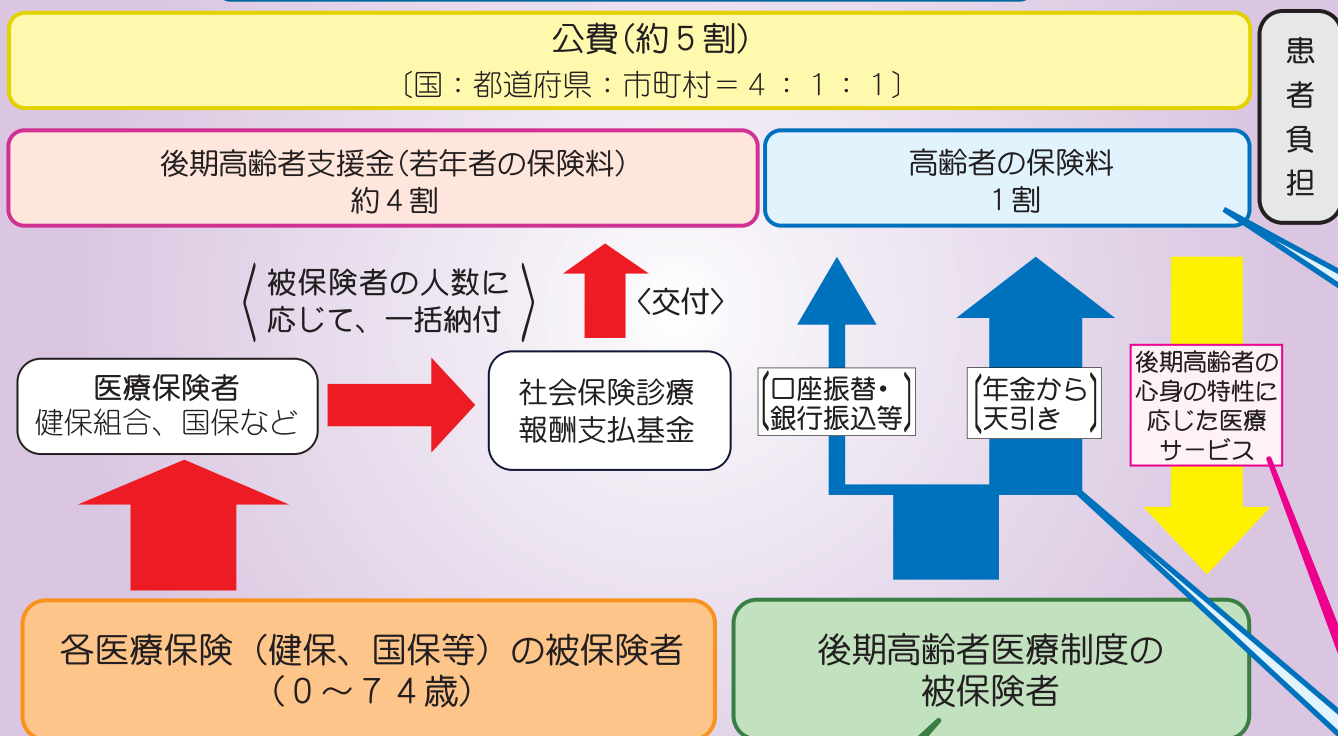 公費(約5割)
〔国:都道府県:市町村=4:1:1〕
患者負担
後期高齢者支援金(若年者の保険料)
約4割
高齢者の保険料
1割
〈被保険者の人数に
応じて、一括納付〉
〈交付〉
医療保険者
健保組合、国保など
社会保険診療
報酬支払基金
(口座振替・
銀行振込等)
(年金から
天引き)
後期高齢者の
心身の特性に
応じた医療
サービス
各医療保険(健保、国保等)の被保険者
(0~74歳)
後期高齢者医療制度の
被保険者